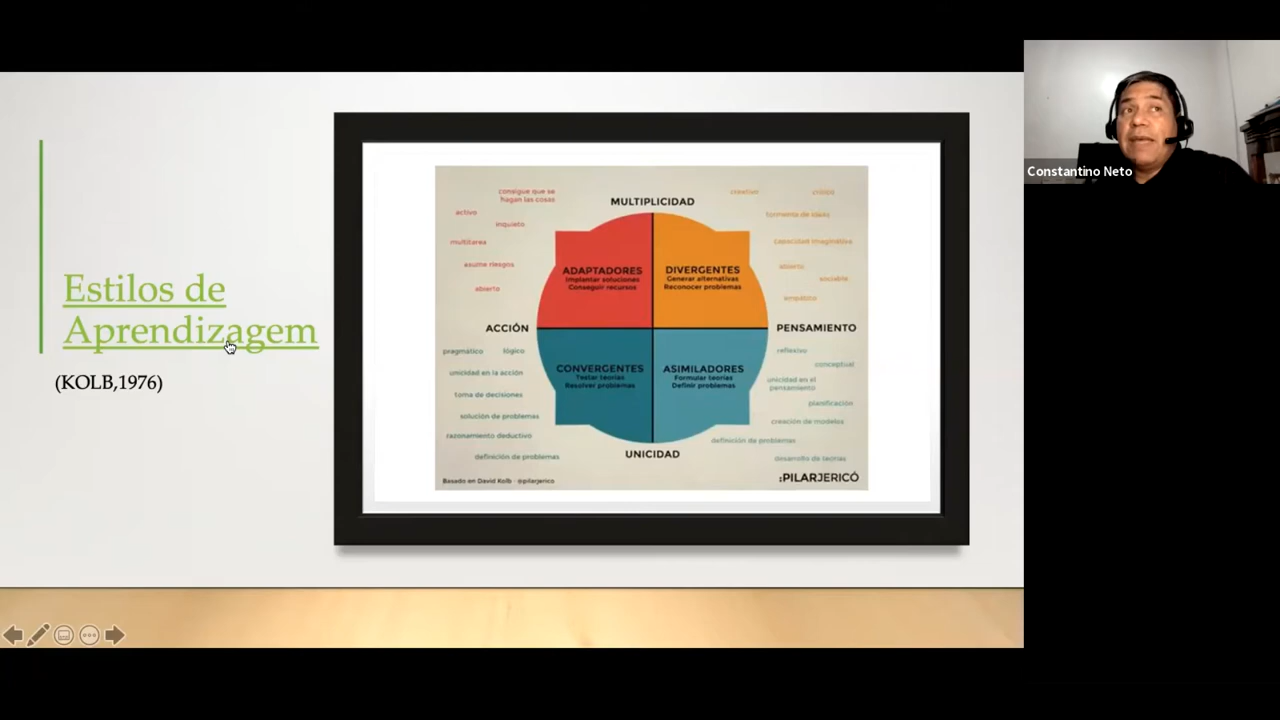 Estilos de
Aprendizagem
(KOLB,1976)
MULTIPLICIDAD
consigue que se
hagan las cosas
activo
inquieto
multitarea
asume riesgos
abierto
creativo
tormenta de ideas
capacidad imaginativa
abierto
sociable
empático
ADAPTADORES
Implantar soluciones
Conseguir recursos
DIVERGENTES
Generar alternativas
Reconocer problemas
ACCIÓN
PENSAMIENTO
CONVERGENTES
Testar teorías
Resolver problemas
ASIMILADORES
Formular teorías
Definir problemas
pragmático
lógico
unicidad en la acción
toma de decisiones
solución de problemas
razonamiento deductivo
definición de problemas
reflexivo
conceptual
unicidad en el
pensamiento
planificación
creación de modelos
definición de problemas
desarrollo de teorías
UNICIDAD
Basado en David Kolb - @pilarjerico
:PILARJERICÓ
Constantino Neto